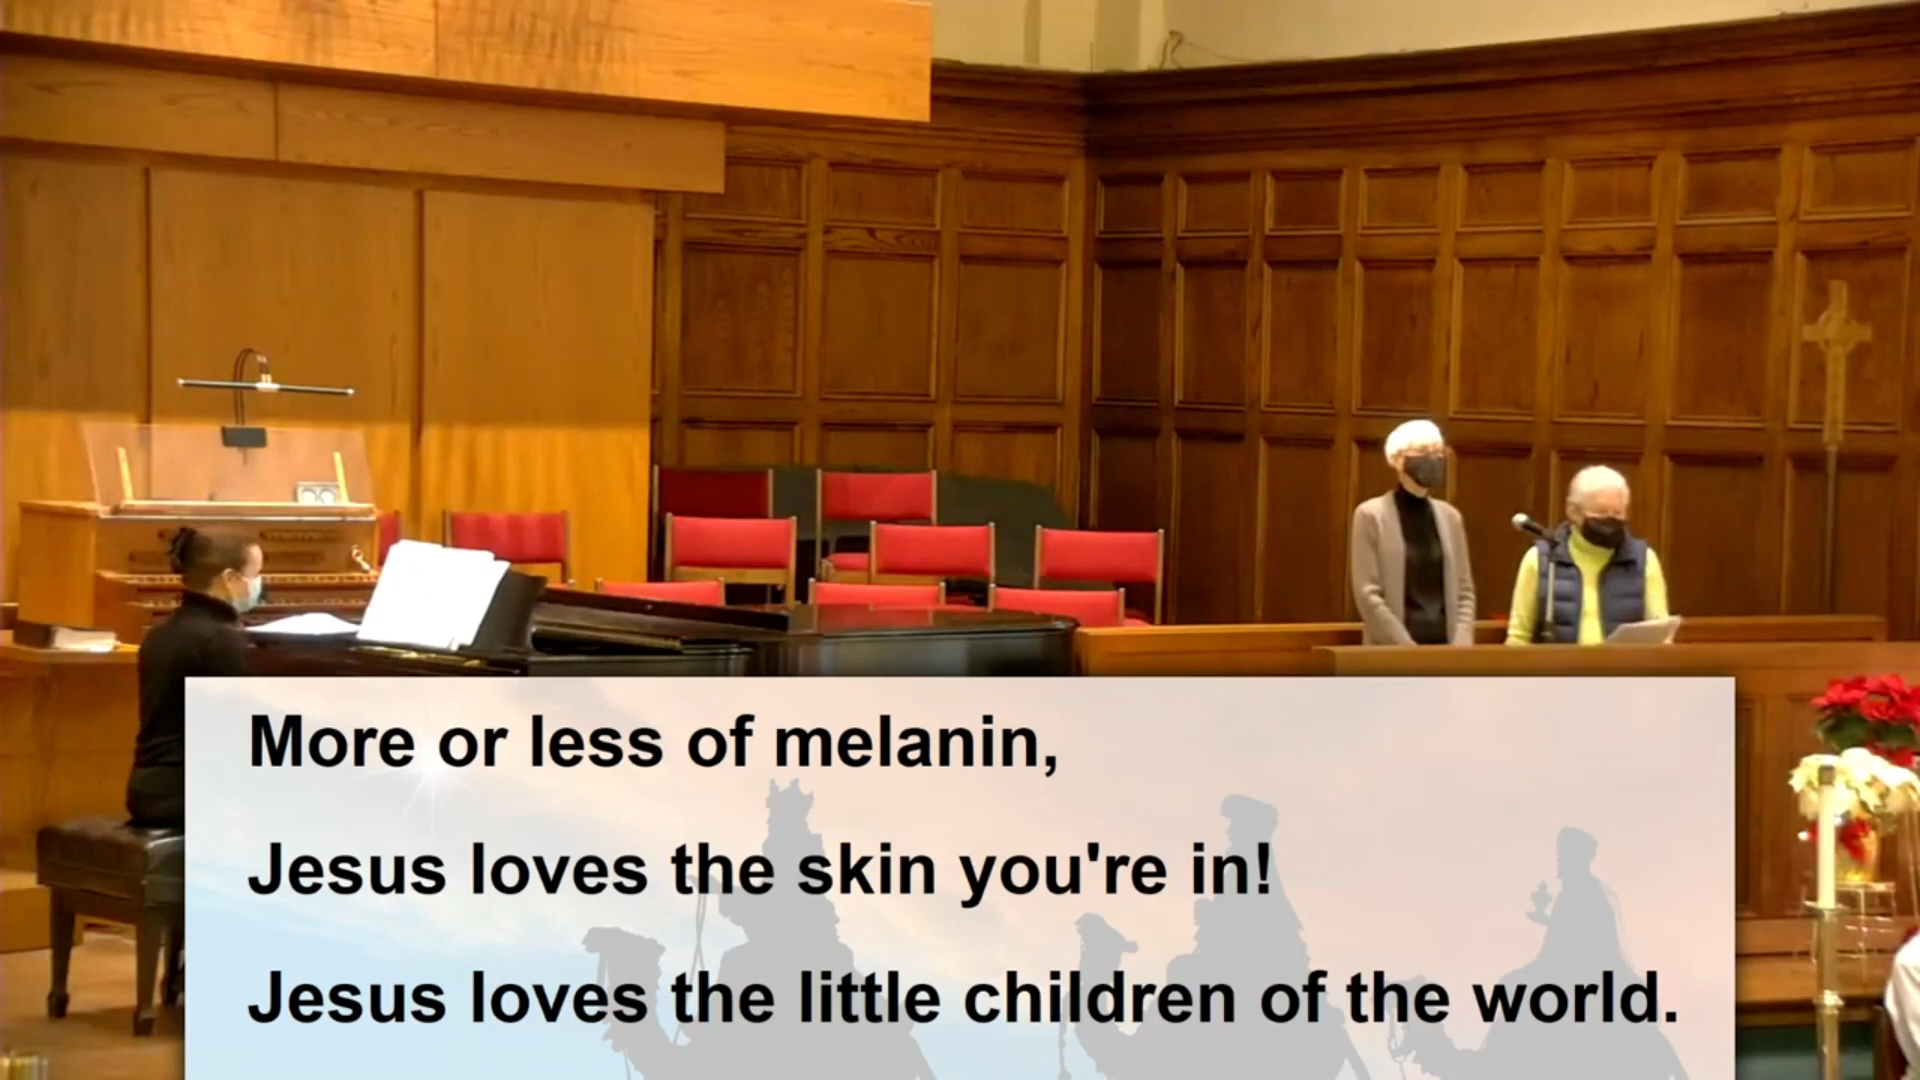 More or less of melanin,
Jesus loves the skin you're in!
Jesus loves the little children of the world.